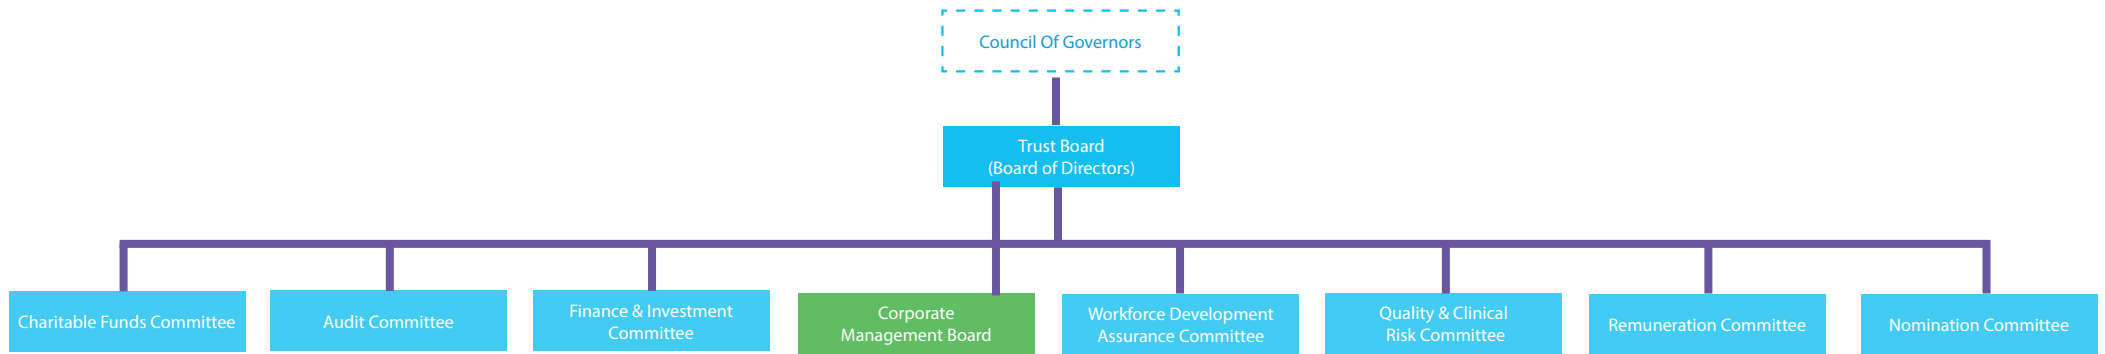 Council Of Governors
Trust Board
(Board of Directors)
Charitable Funds Committee
Audit Committee
Finance & Investment
Committee
Corporate
Management Board
Workforce Development
Assurance Committee
Quality & Clinical
Risk Committee
Remuneration Committee
Nomination Committee